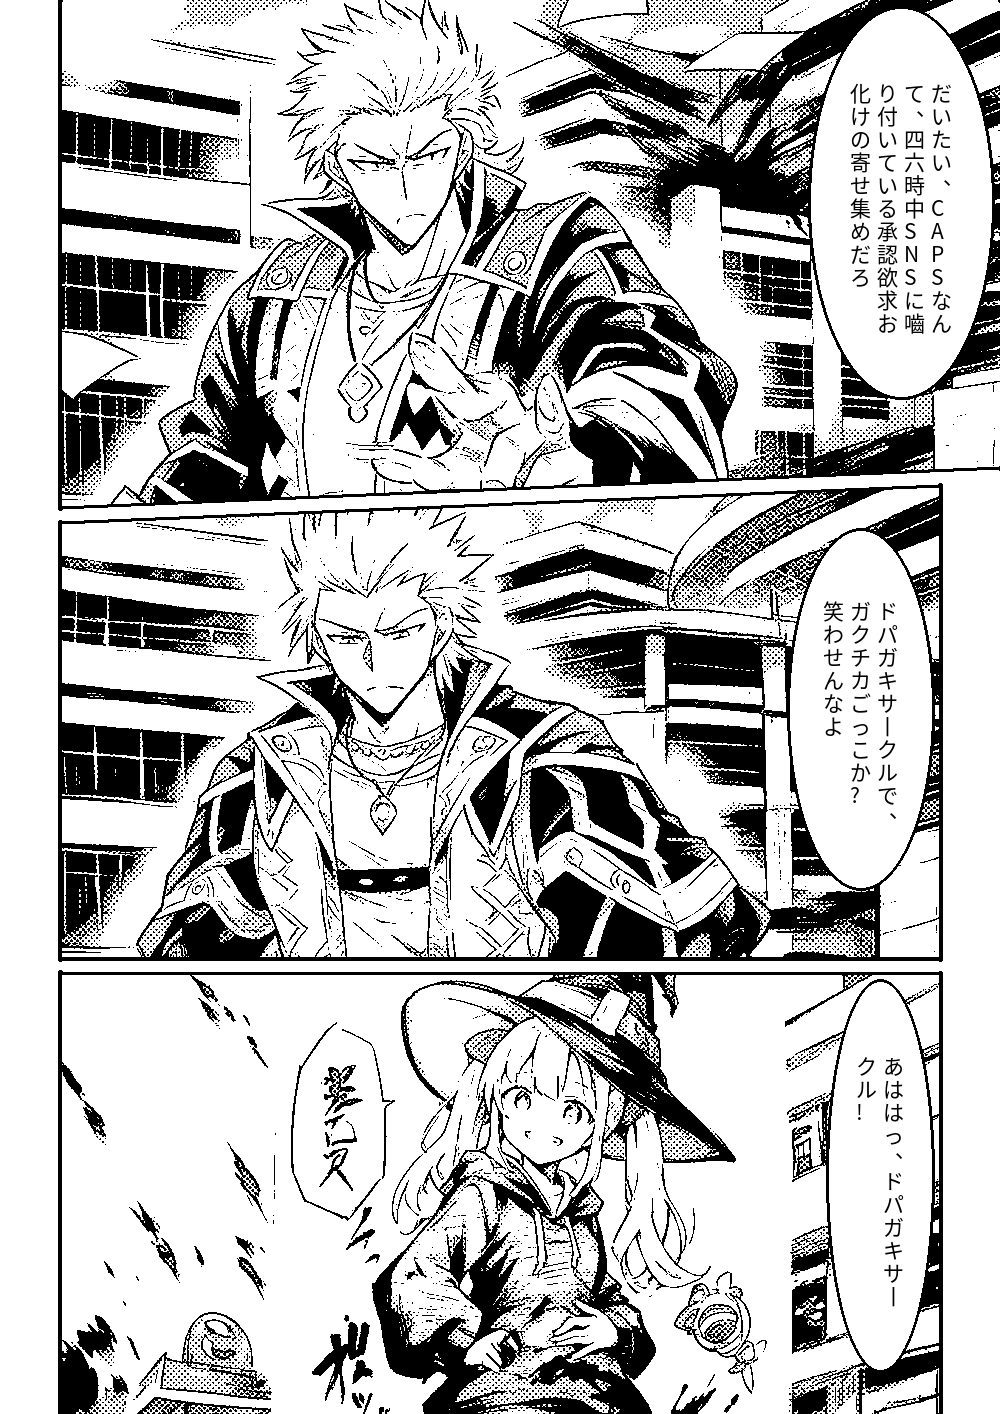 だいたい、CAPSなん
て、四六時中SNSに嚙
り付いている承認欲求お
化けの寄せ集めだろ
ドパガキサークルで、
ガクチカごっこか?
笑わせんなよ
あははっ、ドパガキサー
クル!